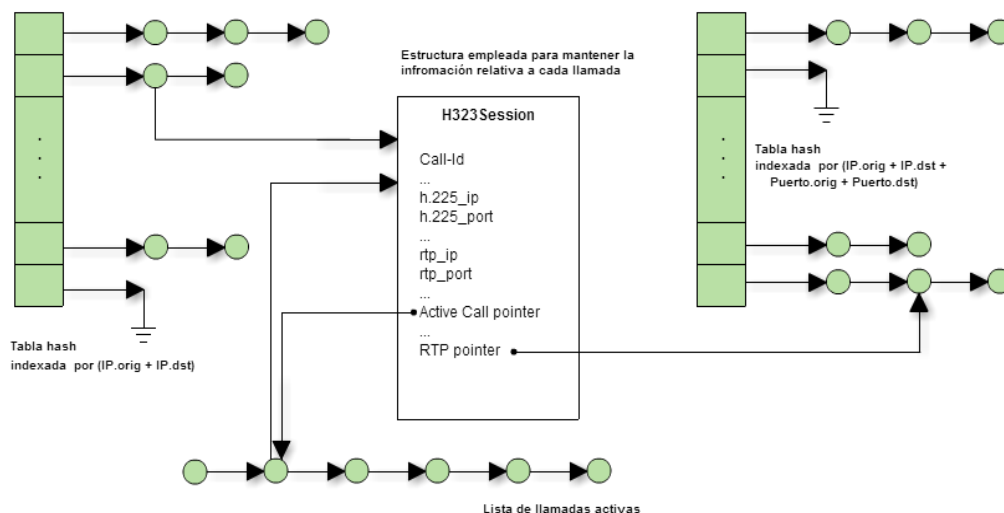 Estructura empleada para mantener la
infromación relativa a cada llamada
H323Session
Call-Id
...
h.225_ip
h.225_port
...
rtp_ip
rtp_port
...
Active Call pointer
...
RTP pointer
Tabla hash
indexada por (IP.orig + IP.dst +
Puerto.orig + Puerto.dst)
Tabla hash
indexada por (IP.orig + IP.dst)
Lista de llamadas activas